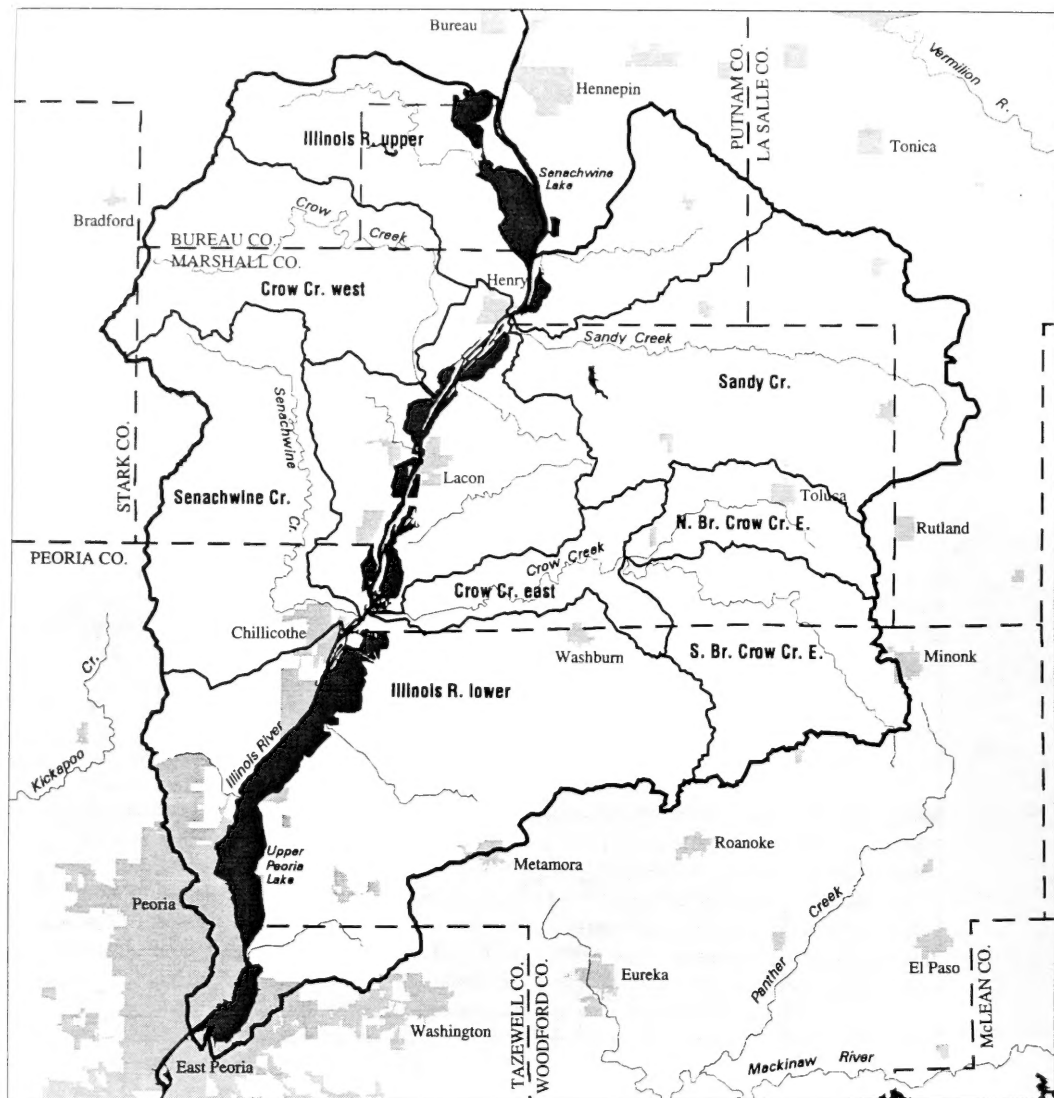 Bureau
Hennepin
PUTNAM CO.
LA SALLE CO.
Vermilion
R.
Tonica
Illinois R. upper
Senachwine
Lake
Bradford
Crow
Creek
BUREAU CO.
MARSHALL CO.
Henry
Crow Cr. west
Sandy Creek
Sandy Cr.
Senachwine
Cr.
STARK CO.
Senachwine Cr.
Lacon
Toluca
N. Br. Crow Cr. E.
Rutland
PEORIA CO.
Crow Creek
Crow Cr. east
Chillicothe
Washburn
S. Br. Crow Cr. E.
Minonk
Cr.
Kickapoo
Illinois R. lower
Illinois River
Upper
Peoria
Lake
Metamora
Roanoke
Peoria
Creek
Panther
Eureka
El Paso
TAZEWELL CO.
WOODFORD CO.
McLEAN CO.
Washington
East Peoria
Mackinaw River